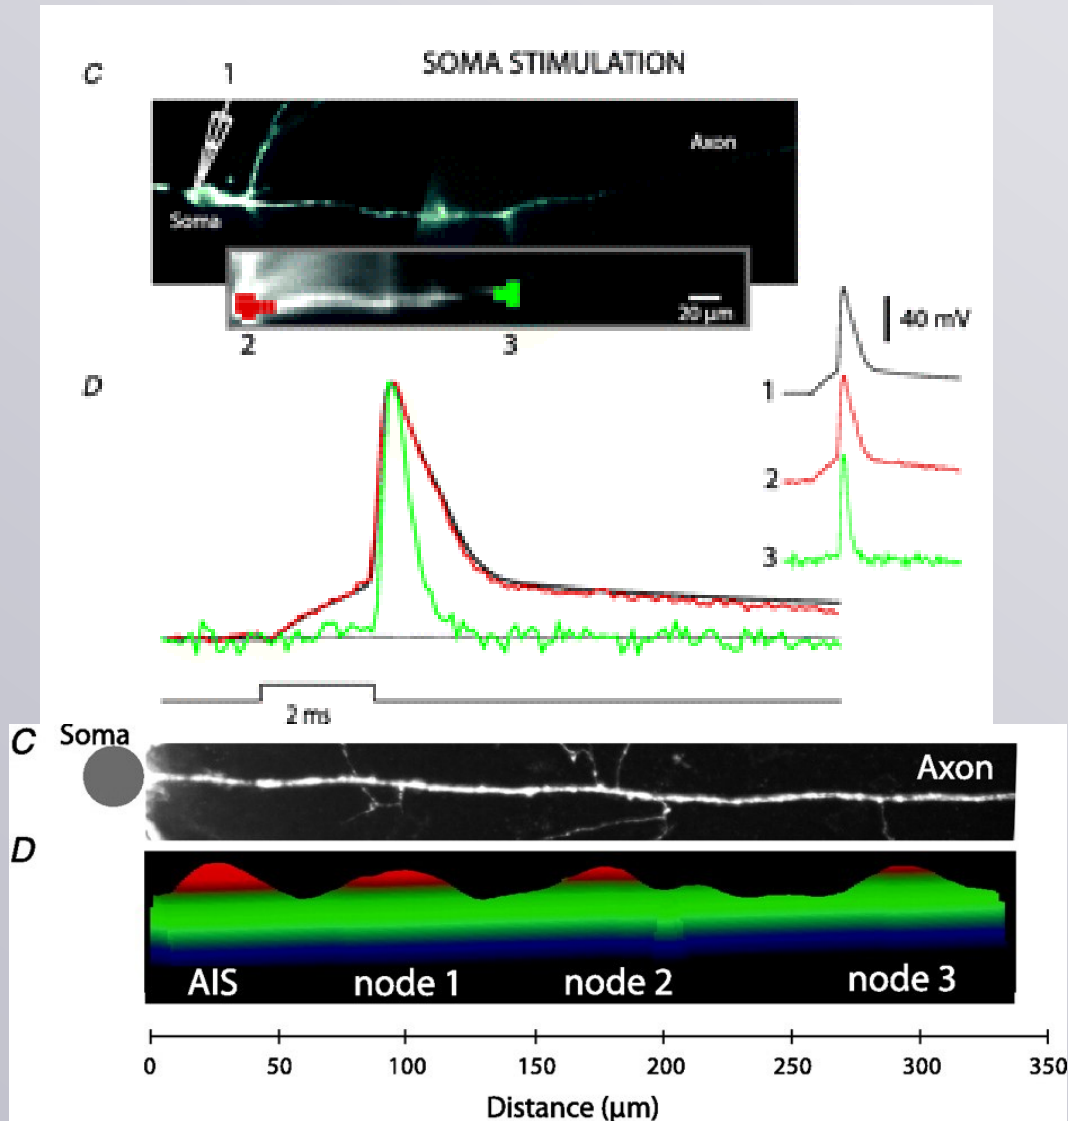 C 1 SOMA STIMULATION
Axon
Soma
20 µm
2 3
40 mV
D
1
2
3
2 ms
C Soma
Axon
D
AIS node 1 node 2 node 3
0 50 100 150 200 250 300 350
Distance (µm)